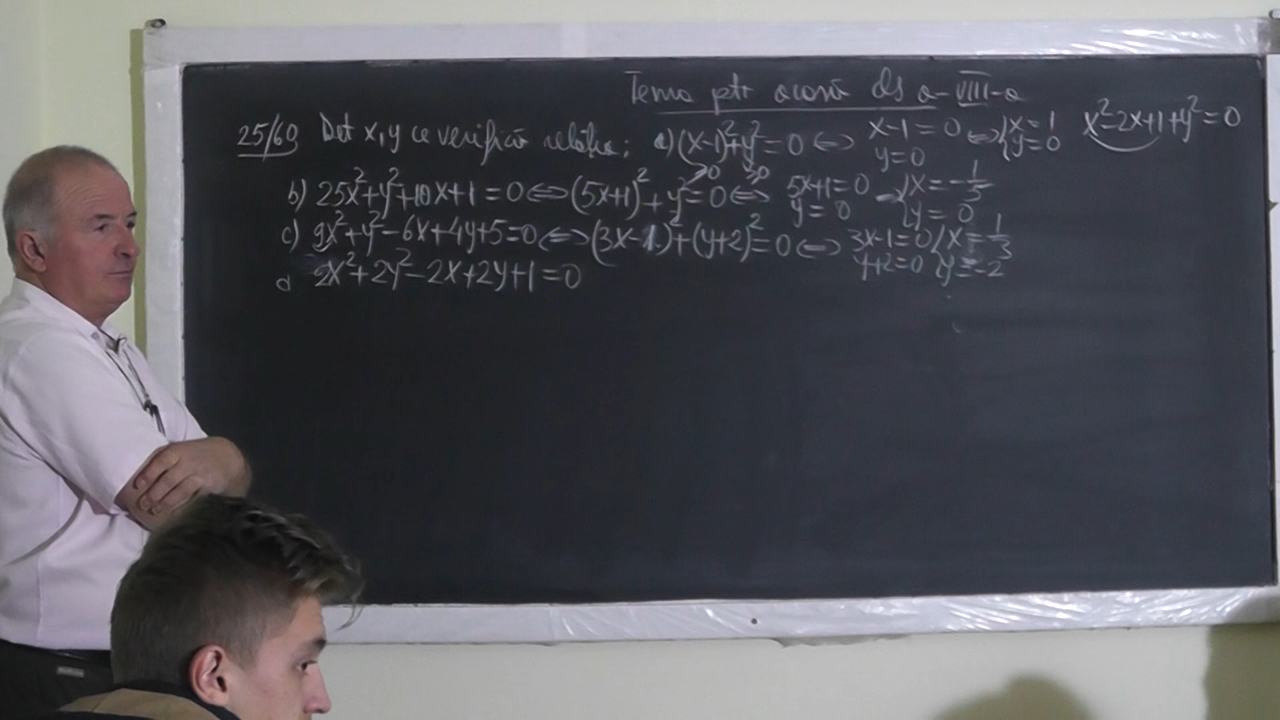 Tema ptr acasă cls a-VIII-a
25/69 Det x,y ce verifică relația; a) (x-1)²+y²=0 ⇔ x-1=0 ⇔ {x=1 x²-2x+1+y²=0
y=0 {y=0
≥0 ≥0
b) 25x²+y²+10x+1=0 ⇔ (5x+1)²+y²=0 ⇔ 5x+1=0 {x=-1/5
y=0 {y=0
c) 9x²+y²-6x+4y+5=0 ⇔ (3x-1)²+(y+2)²=0 ⇔ 3x-1=0 {x=1/3
y+2=0 {y=-2
d 2x²+2y²-2x+2y+1=0